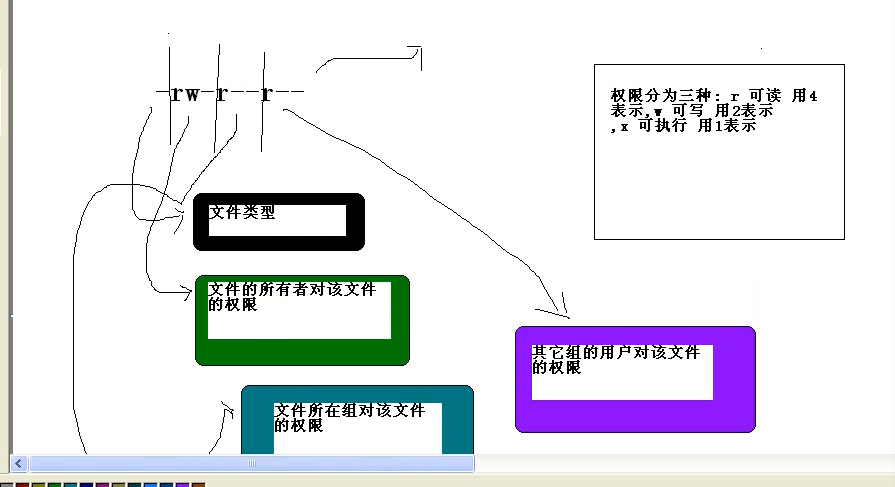 -rw-r--r--
权限分为三种: r 可读 用4
表示,w 可写 用2表示
,x 可执行 用1表示
文件类型
文件的所有者对该文件
的权限
其它组的用户对该文件
的权限
文件所在组对该文件
的权限